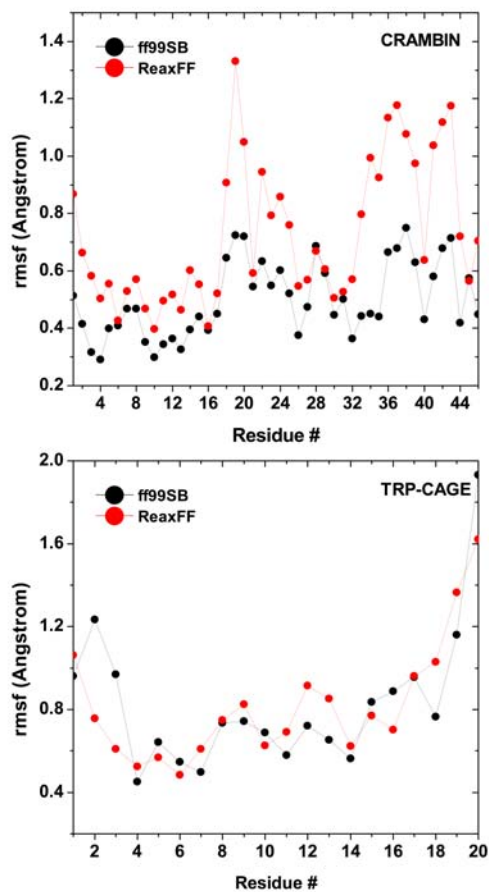 CRAMBIN
ff99SB
ReaxFF
rmsf (Angstrom)
1.4
1.2
1.0
0.8
0.6
0.4
0.2
4 8 12 16 20 24 28 32 36 40 44
Residue #
TRP-CAGE
ff99SB
ReaxFF
rmsf (Angstrom)
2.0
1.6
1.2
0.8
0.4
2 4 6 8 10 12 14 16 18 20
Residue #